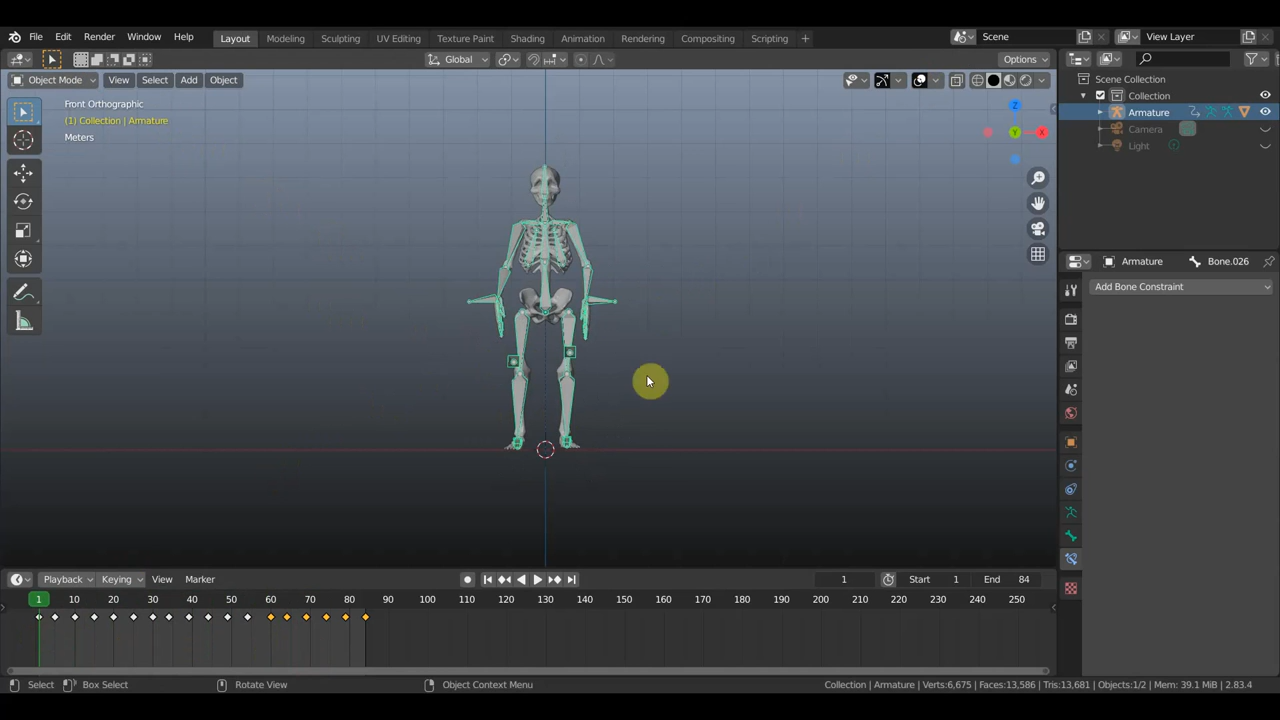 File Edit Render Window Help Layout Modeling Sculpting UV Editing Texture Paint Shading Animation Rendering Compositing Scripting + Scene View Layer
Global Options
Object Mode View Select Add Object Scene Collection
Front Orthographic Collection
(1) Collection | Armature Armature
Meters Camera
Light
Z
X
Y
Armature Bone.026
Add Bone Constraint
Playback Keying View Marker 1 Start 1 End 84
1 10 20 30 40 50 60 70 80 90 100 110 120 130 140 150 160 170 180 190 200 210 220 230 240 250
Select Box Select Rotate View Object Context Menu Collection | Armature | Verts:6,675 | Faces:13,586 | Tris:13,681 | Objects:1/2 | Mem: 39.1 MiB | 2.83.4